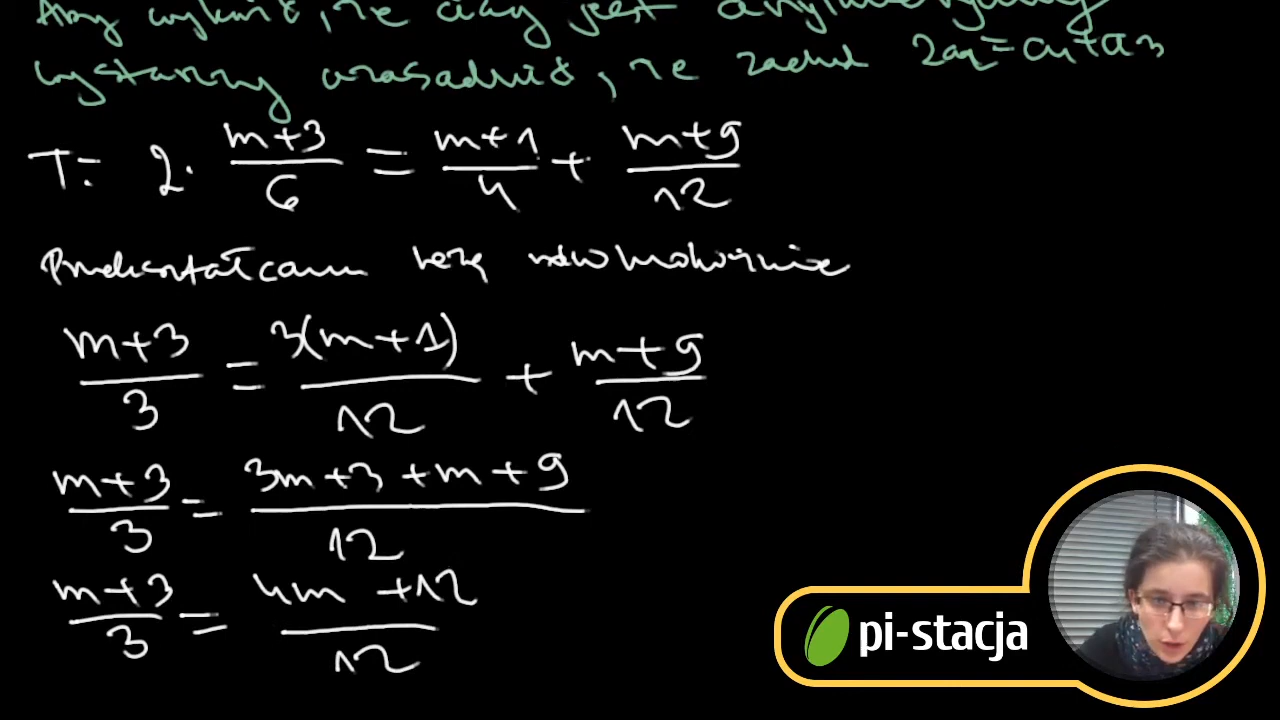 Aby wykazać, że ciąg jest arytmetyczny
wystarczy uzasadnić, że zachodzi 2a₂=a₁+a₃
T: 2· (m+3)/6 = (m+1)/4 + (m+9)/12
Przekształcam tezę równoważnie
(m+3)/3 = 3(m+1)/12 + (m+9)/12
(m+3)/3 = (3m+3+m+9)/12
(m+3)/3 = (4m+12)/12
pi-stacja